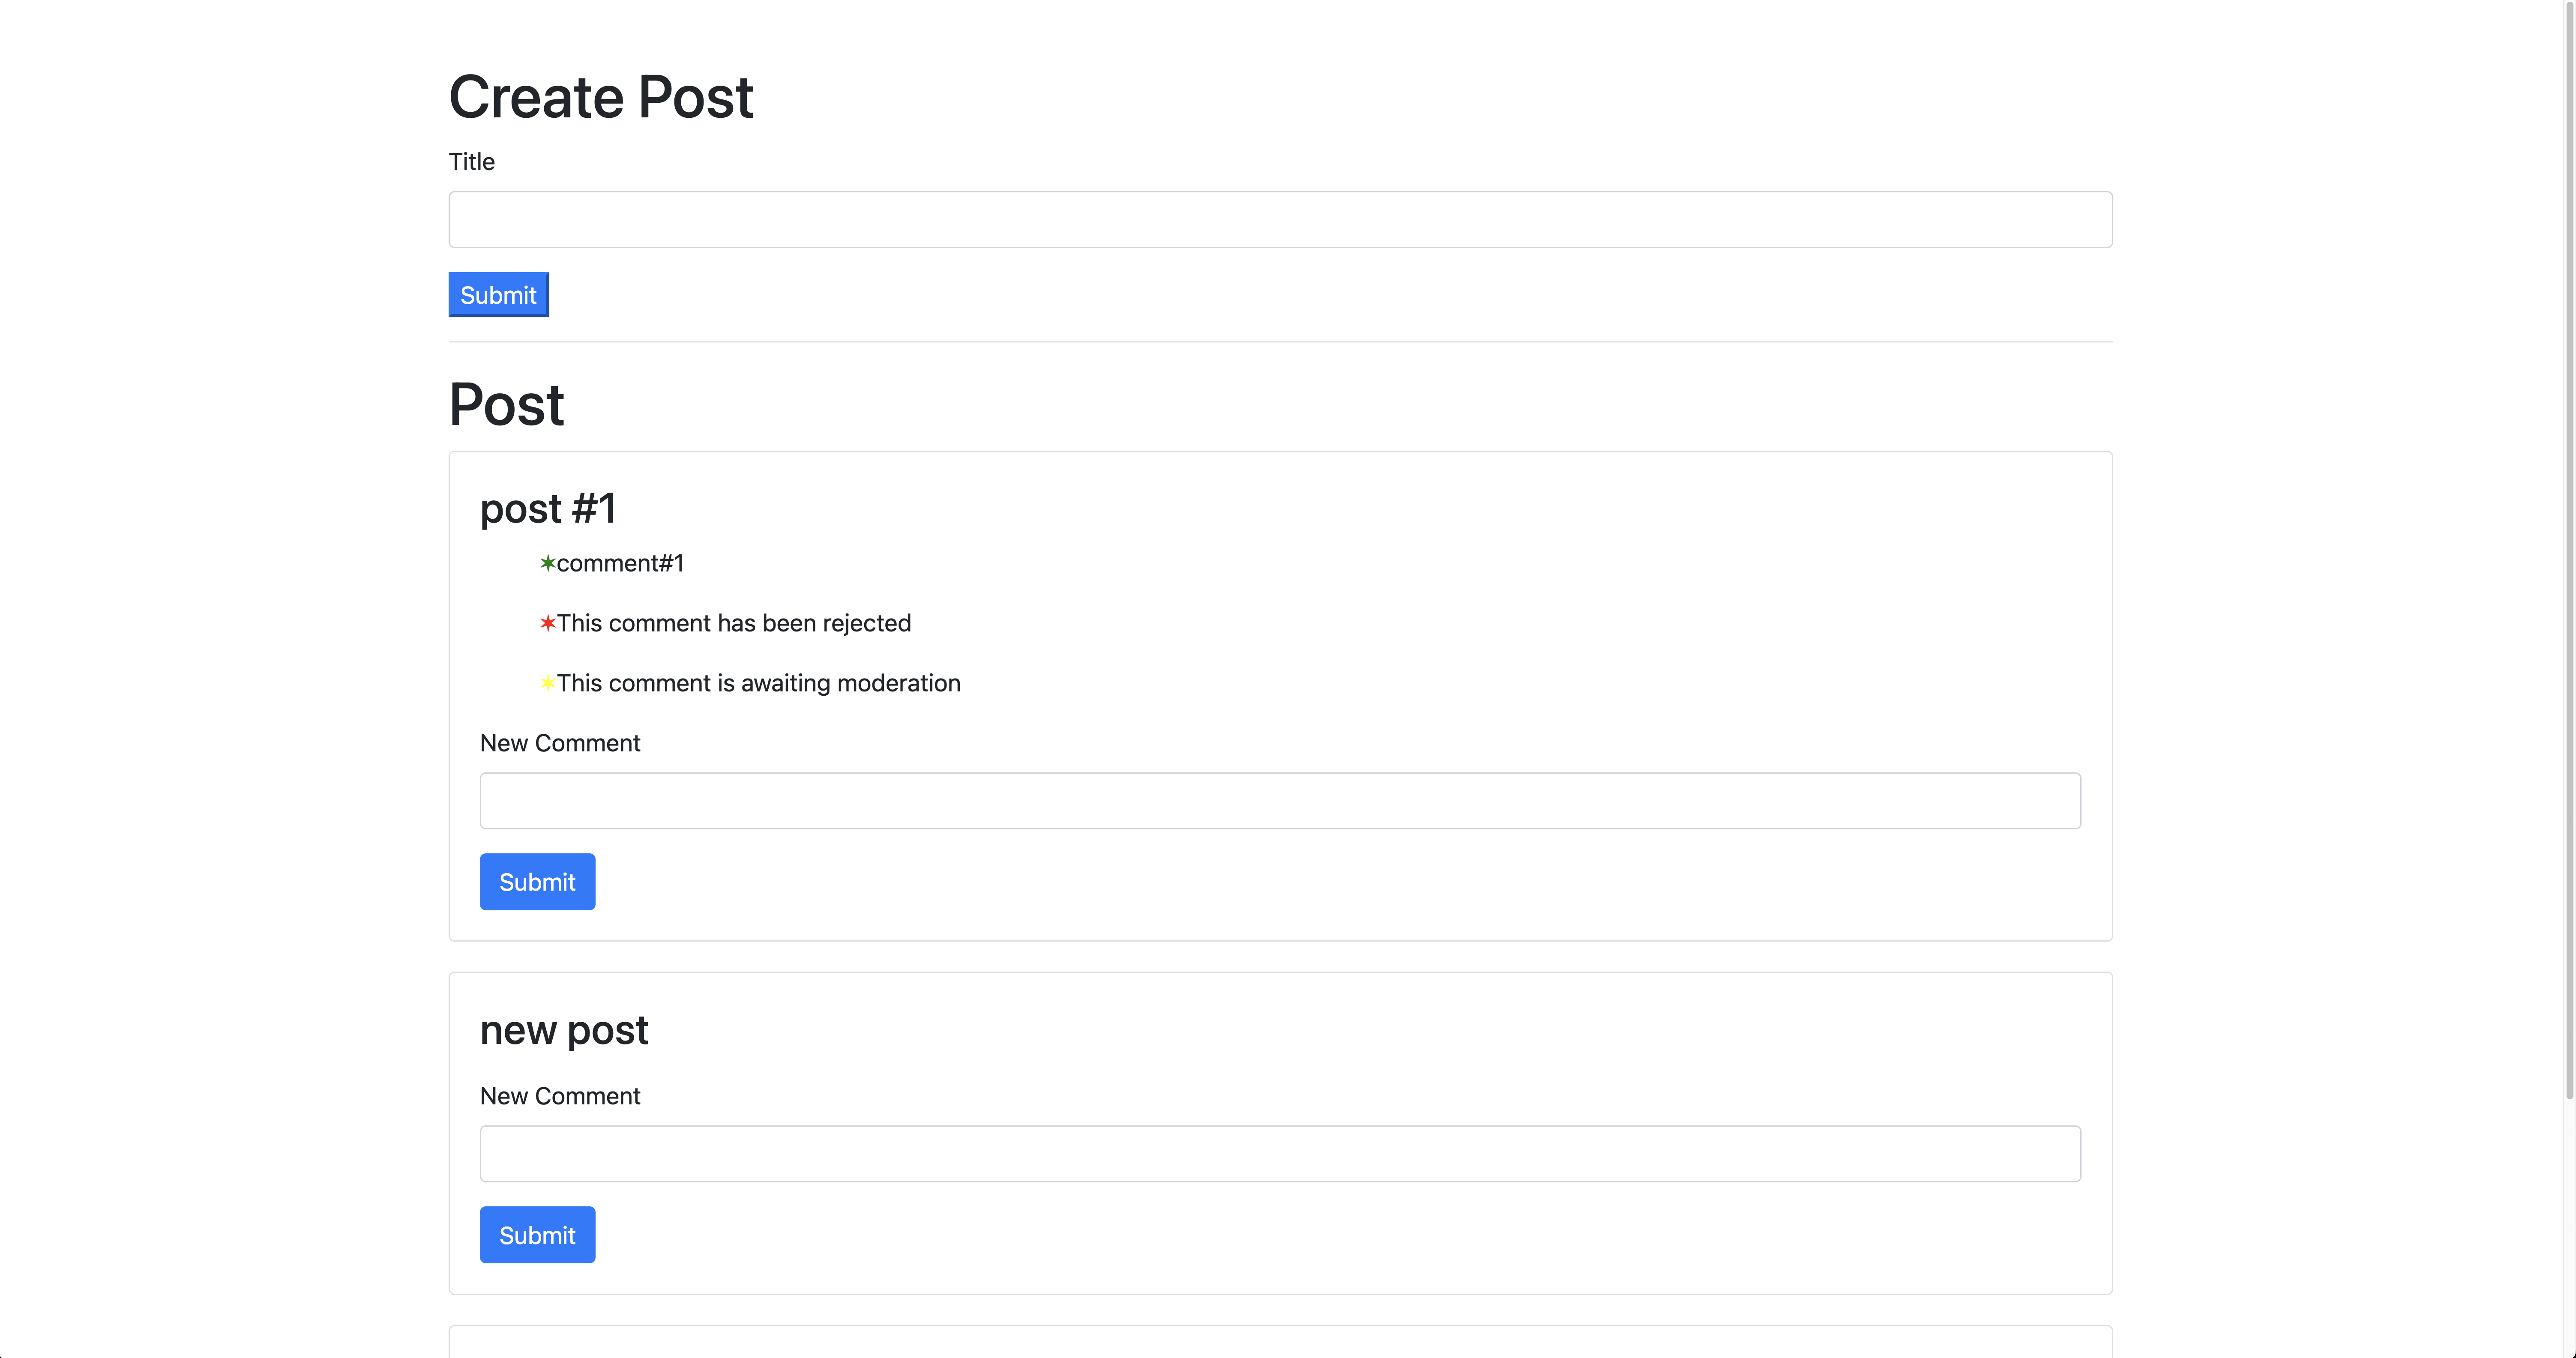 Create Post
Title
Submit
Post
post #1
✶comment#1
✶This comment has been rejected
✶This comment is awaiting moderation
New Comment
Submit
new post
New Comment
Submit